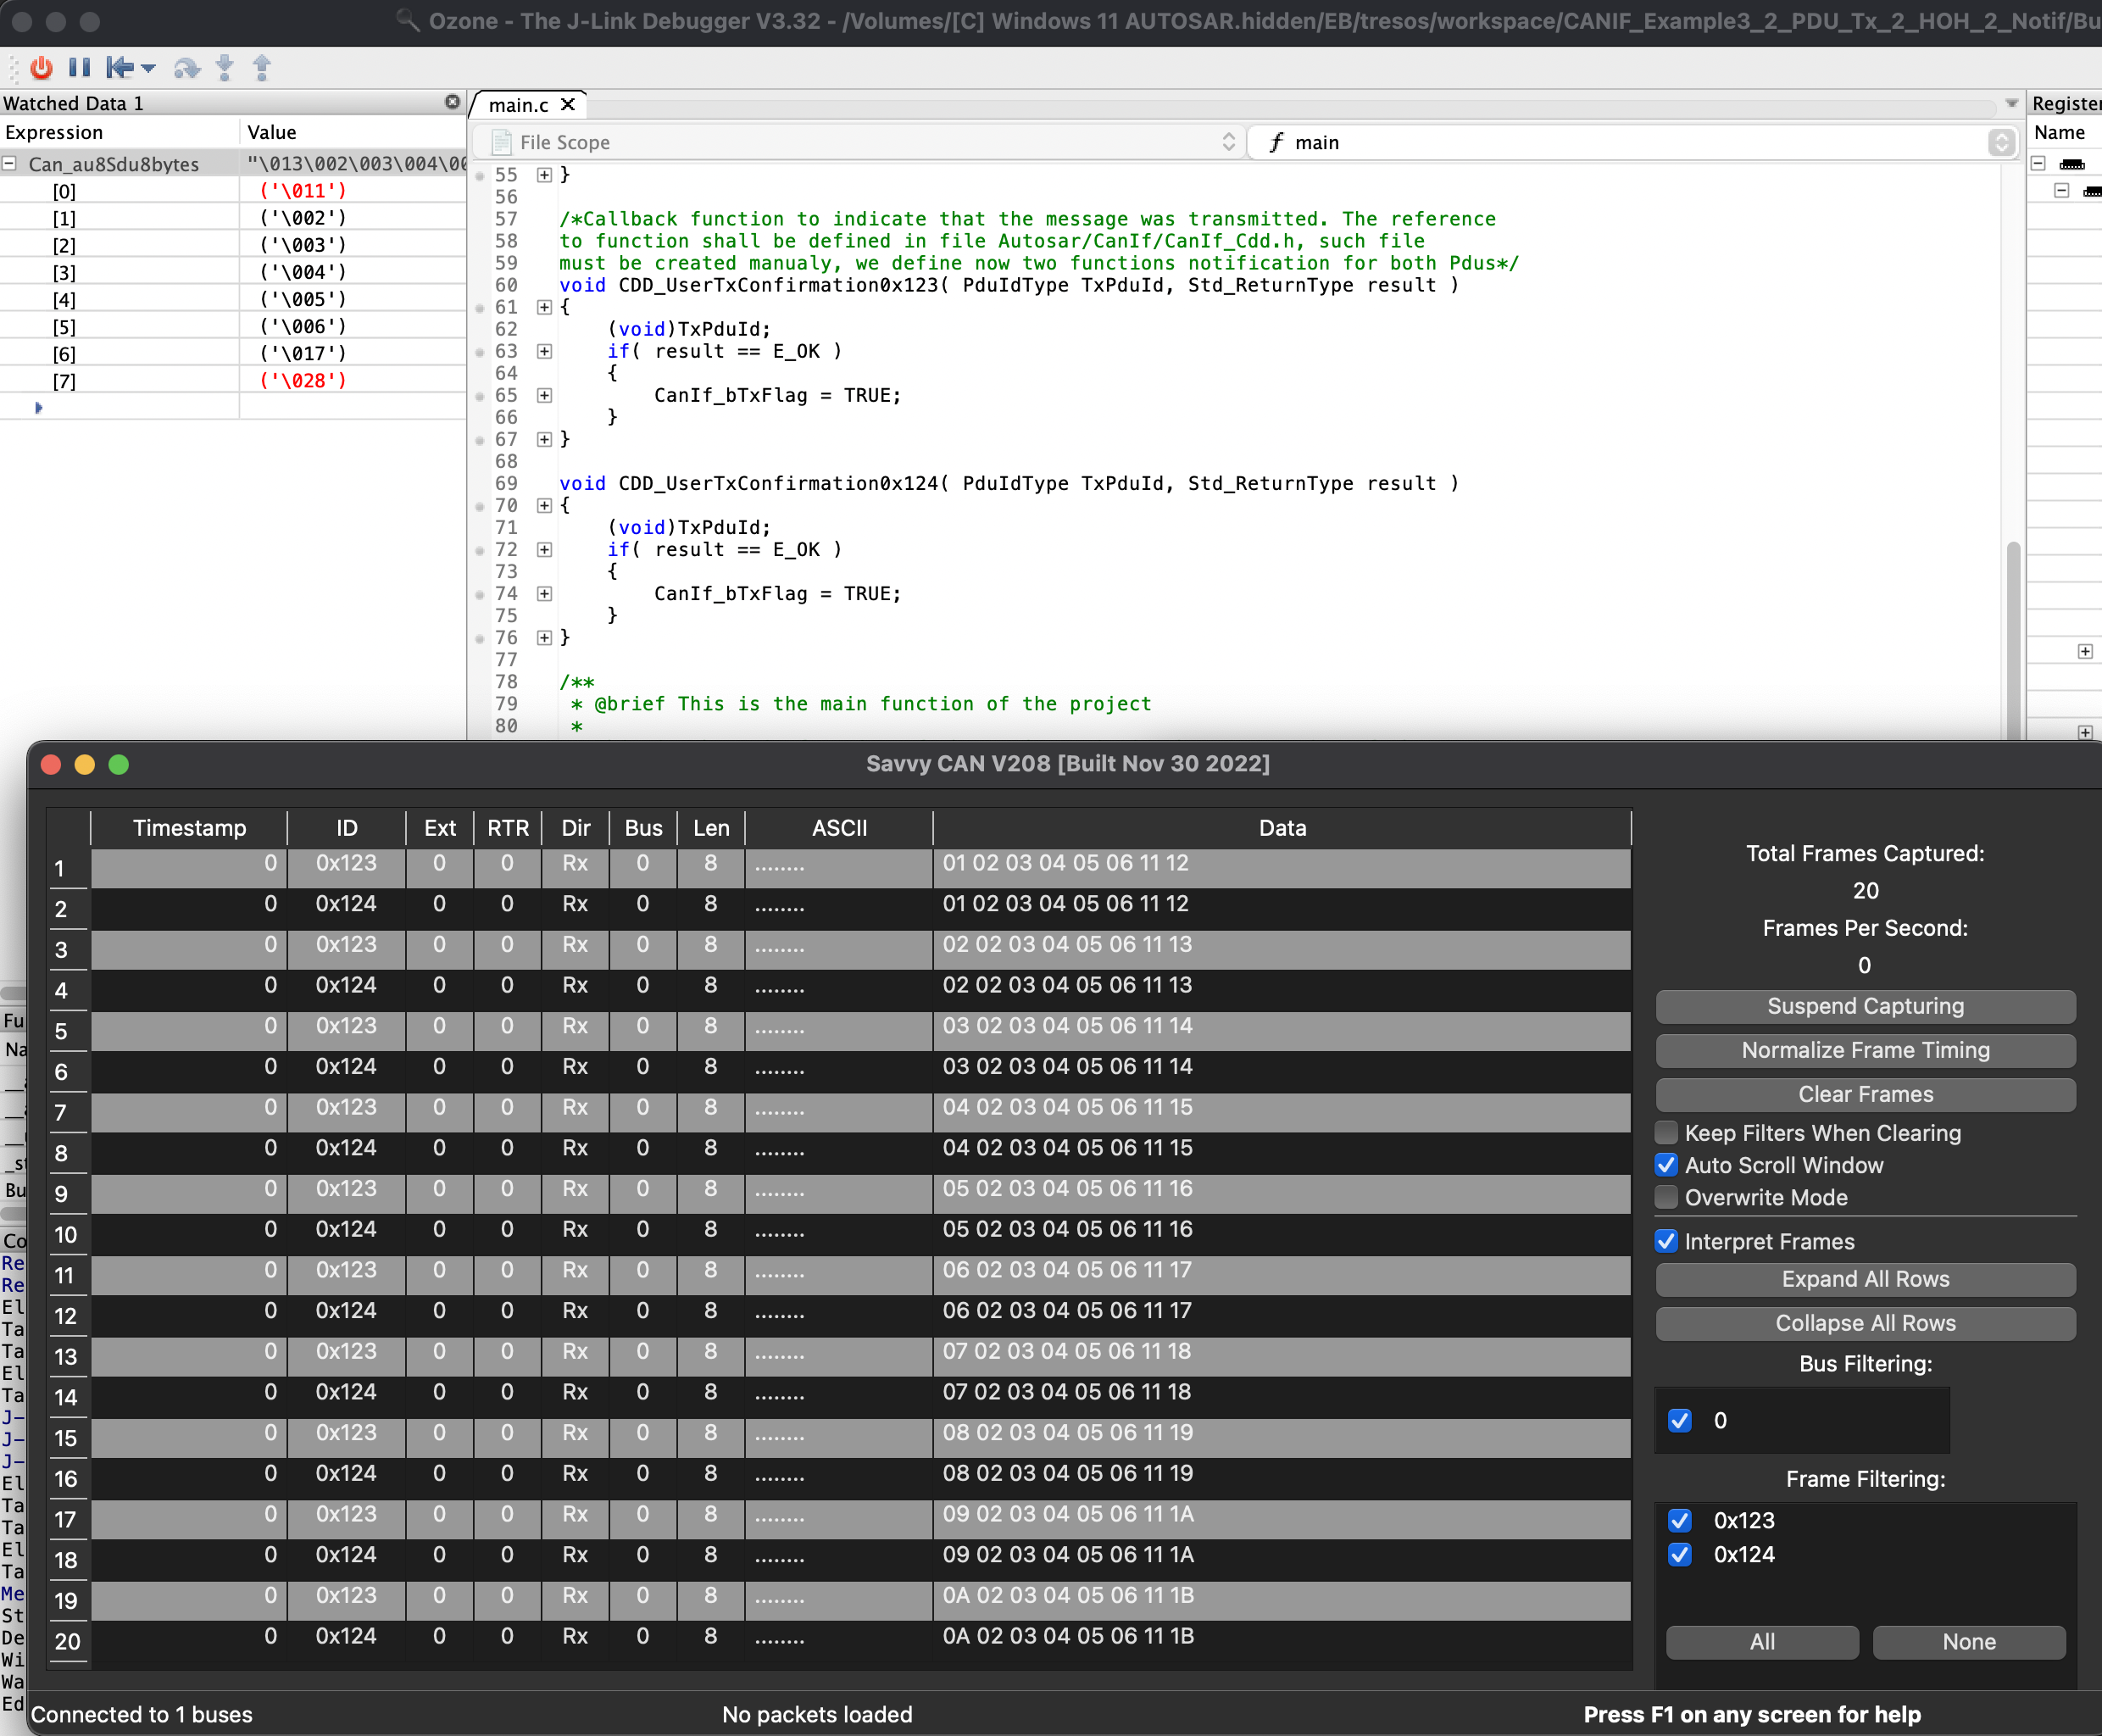 Ozone - The J-Link Debugger V3.32 - /Volumes/[C] Windows 11 AUTOSAR.hidden/EB/tresos/workspace/CANIF_Example3_2_PDU_Tx_2_HOH_2_Notif/Bu
Watched Data 1
Expression Value
Can_au8Sdu8bytes "\013\002\003\004\00
[0] ('\011')
[1] ('\002')
[2] ('\003')
[3] ('\004')
[4] ('\005')
[5] ('\006')
[6] ('\017')
[7] ('\028')
main.c
File Scope
f main
Register
Name
55 }
56
57 /*Callback function to indicate that the message was transmitted. The reference
58 to function shall be defined in file Autosar/CanIf/CanIf_Cdd.h, such file
59 must be created manualy, we define now two functions notification for both Pdus*/
60 void CDD_UserTxConfirmation0x123( PduIdType TxPduId, Std_ReturnType result )
61 {
62 (void)TxPduId;
63 if( result == E_OK )
64 {
65 CanIf_bTxFlag = TRUE;
66 }
67 }
68
69 void CDD_UserTxConfirmation0x124( PduIdType TxPduId, Std_ReturnType result )
70 {
71 (void)TxPduId;
72 if( result == E_OK )
73 {
74 CanIf_bTxFlag = TRUE;
75 }
76 }
77
78 /**
79 * @brief This is the main function of the project
80 *
Fu
Na
Bu
Co
Re
Re
El
Ta
Ta
El
Ta
J-
J-
J-
El
Ta
Ta
El
Ta
Me
St
De
Wi
Wa
Ed
Savvy CAN V208 [Built Nov 30 2022]
Timestamp ID Ext RTR Dir Bus Len ASCII Data
1 0 0x123 0 0 Rx 0 8 ........ 01 02 03 04 05 06 11 12
2 0 0x124 0 0 Rx 0 8 ........ 01 02 03 04 05 06 11 12
3 0 0x123 0 0 Rx 0 8 ........ 02 02 03 04 05 06 11 13
4 0 0x124 0 0 Rx 0 8 ........ 02 02 03 04 05 06 11 13
5 0 0x123 0 0 Rx 0 8 ........ 03 02 03 04 05 06 11 14
6 0 0x124 0 0 Rx 0 8 ........ 03 02 03 04 05 06 11 14
7 0 0x123 0 0 Rx 0 8 ........ 04 02 03 04 05 06 11 15
8 0 0x124 0 0 Rx 0 8 ........ 04 02 03 04 05 06 11 15
9 0 0x123 0 0 Rx 0 8 ........ 05 02 03 04 05 06 11 16
10 0 0x124 0 0 Rx 0 8 ........ 05 02 03 04 05 06 11 16
11 0 0x123 0 0 Rx 0 8 ........ 06 02 03 04 05 06 11 17
12 0 0x124 0 0 Rx 0 8 ........ 06 02 03 04 05 06 11 17
13 0 0x123 0 0 Rx 0 8 ........ 07 02 03 04 05 06 11 18
14 0 0x124 0 0 Rx 0 8 ........ 07 02 03 04 05 06 11 18
15 0 0x123 0 0 Rx 0 8 ........ 08 02 03 04 05 06 11 19
16 0 0x124 0 0 Rx 0 8 ........ 08 02 03 04 05 06 11 19
17 0 0x123 0 0 Rx 0 8 ........ 09 02 03 04 05 06 11 1A
18 0 0x124 0 0 Rx 0 8 ........ 09 02 03 04 05 06 11 1A
19 0 0x123 0 0 Rx 0 8 ........ 0A 02 03 04 05 06 11 1B
20 0 0x124 0 0 Rx 0 8 ........ 0A 02 03 04 05 06 11 1B
Total Frames Captured:
20
Frames Per Second:
0
Suspend Capturing
Normalize Frame Timing
Clear Frames
Keep Filters When Clearing
Auto Scroll Window
Overwrite Mode
Interpret Frames
Expand All Rows
Collapse All Rows
Bus Filtering:
0
Frame Filtering:
0x123
0x124
All None
Connected to 1 buses No packets loaded Press F1 on any screen for help